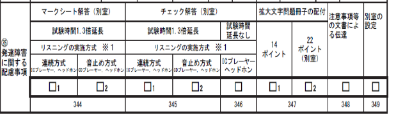 マークシート解答（別室）
チェック解答（別室）
拡大文字問題冊子の配付
注意事項等の文書による伝達
別室の設定
試験時間1.3倍延長
試験時間1.3倍延長
試験時間延長なし
リスニングの実施方式 ※1
リスニングの実施方式 ※1
14ポイント
22ポイント（別室）
連続方式
ICプレーヤー、ヘッドホン
音止め方式
CDプレーヤー、ヘッドホン
連続方式
ICプレーヤー、ヘッドホン
音止め方式
CDプレーヤー、ヘッドホン
ICプレーヤー
ヘッドホン
発達障害に関する配慮事項
□1
□2
□1
□2
□
□1
□2
□
□
344
345
346
347
348
349